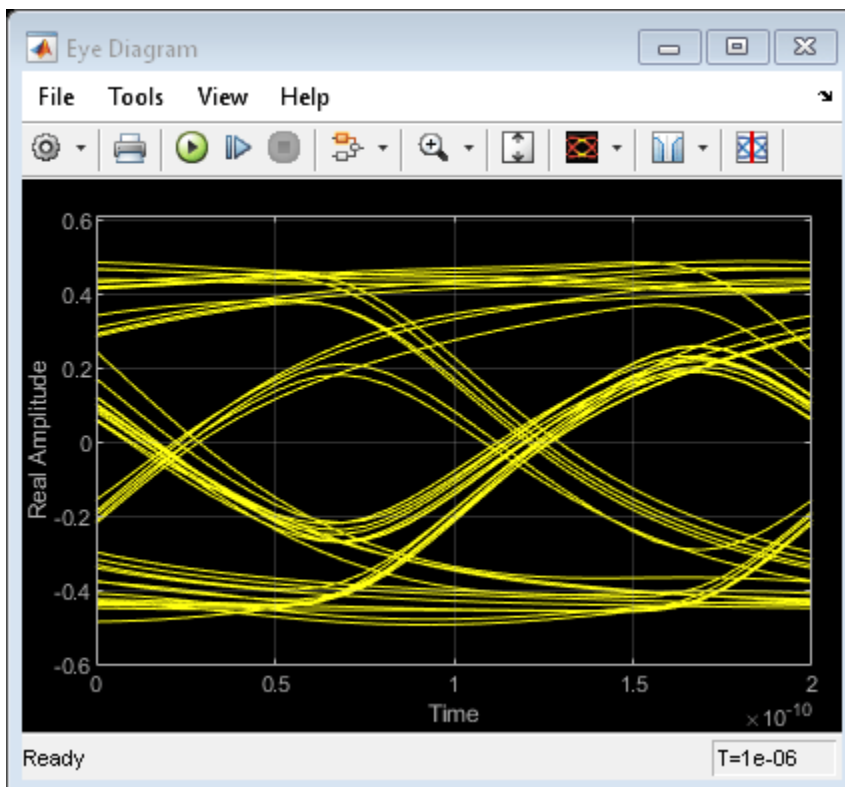 Eye Diagram
File Tools View Help
0.6
0.4
0.2
0
-0.2
-0.4
-0.6
Real Amplitude
0 0.5 1 1.5 2
Time
×10^-10
Ready T=1e-06